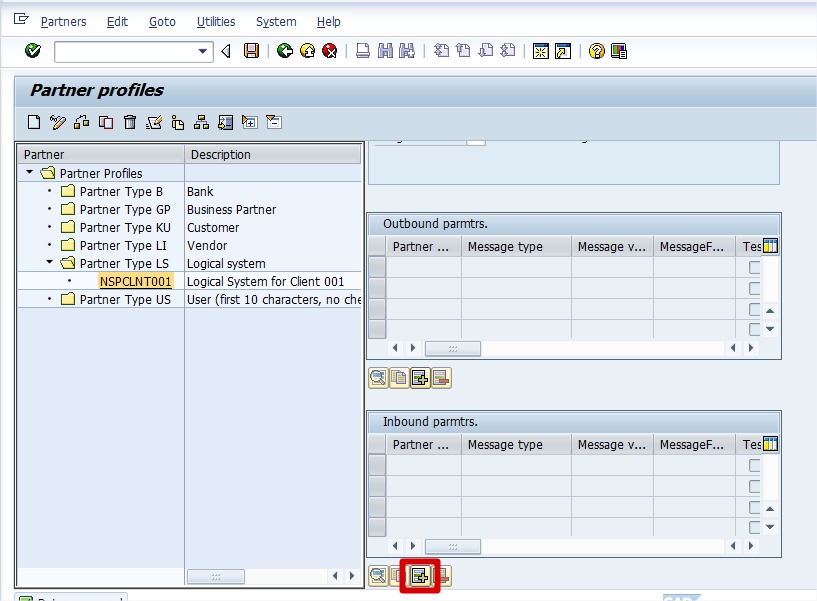 Partners Edit Goto Utilities System Help
Partner profiles
Partner Description
Partner Profiles
Partner Type B Bank
Partner Type GP Business Partner
Partner Type KU Customer
Partner Type LI Vendor
Partner Type LS Logical system
NSPCLNT001 Logical System for Client 001
Partner Type US User (first 10 characters, no che
Outbound parmtrs.
Partner ... Message type Message v... MessageF... Tes
Inbound parmtrs.
Partner ... Message type Message v... MessageF... Tes